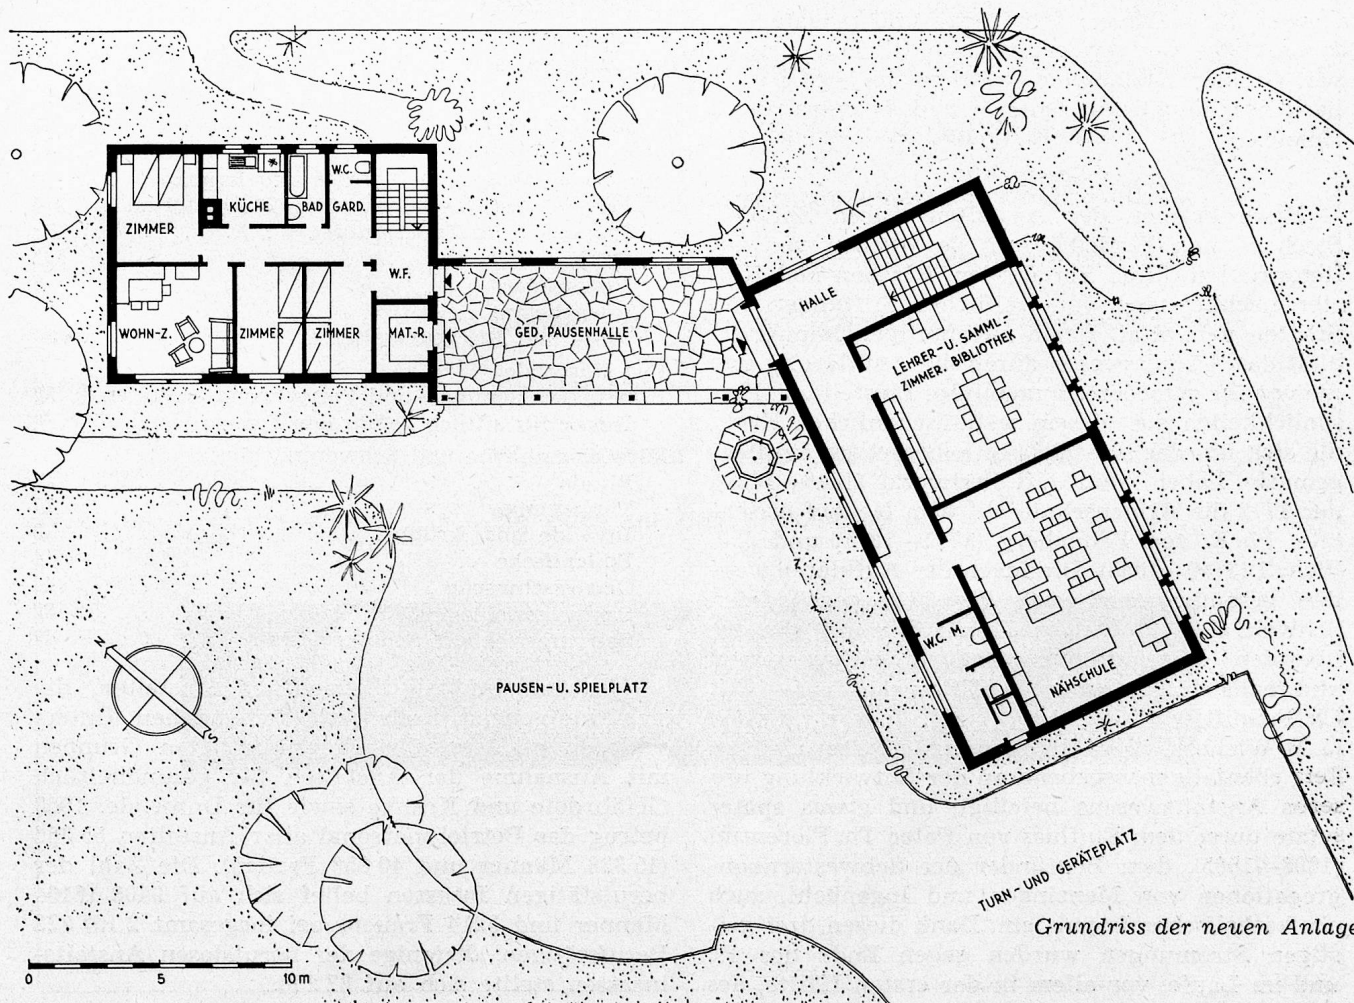 W.C.
KÜCHE
BAD
GARD.
ZIMMER
W.F.
HALLE
WOHN-Z.
ZIMMER
ZIMMER
MAT.-R.
GED. PAUSENHALLE
LEHRER- U. SAMML.-
ZIMMER. BIBLIOTHEK
W.C. M.
NÄHSCHULE
N
S
PAUSEN- U. SPIELPLATZ
TURN- UND GERÄTEPLATZ
Grundriss der neuen Anlage
0 5 10 m